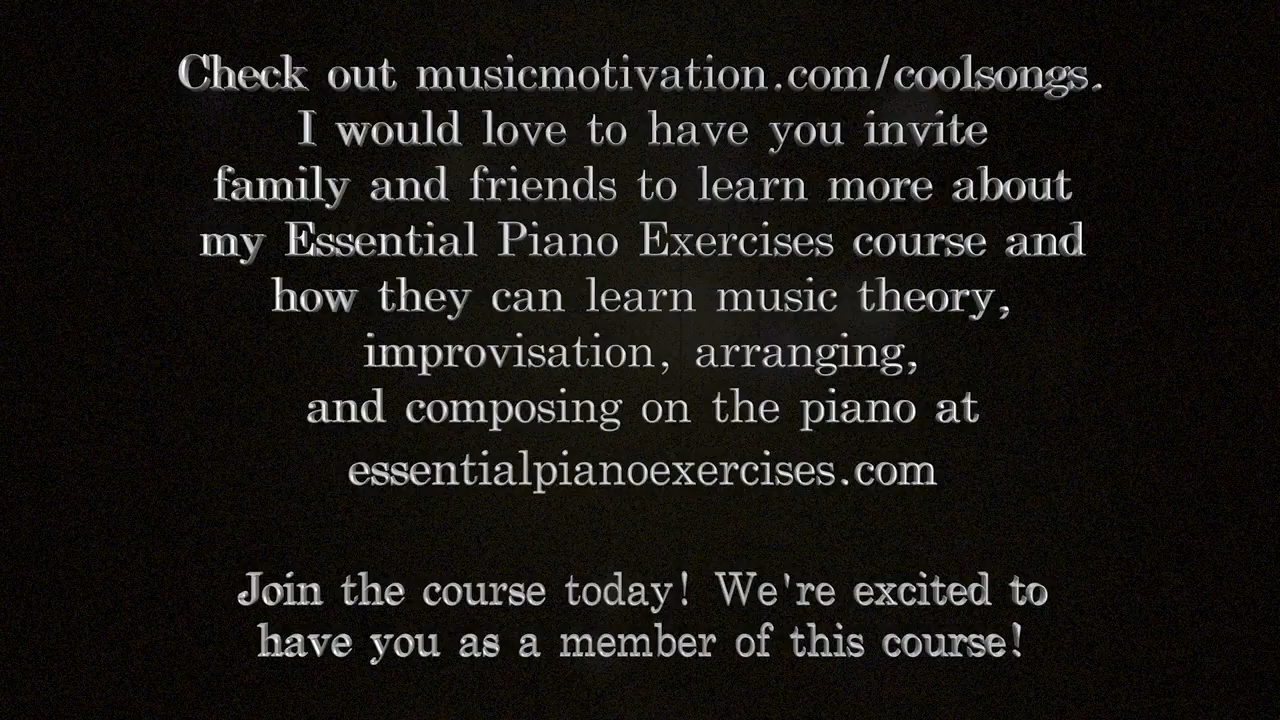 Check out musicmotivation.com/coolsongs.
I would love to have you invite
family and friends to learn more about
my Essential Piano Exercises course and
how they can learn music theory,
improvisation, arranging,
and composing on the piano at
essentialpianoexercises.com
Join the course today! We're excited to
have you as a member of this course!